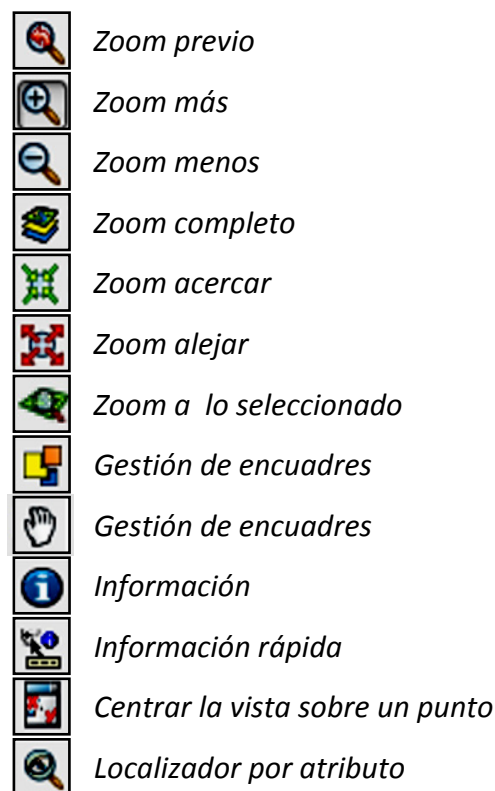 Zoom previo
Zoom más
Zoom menos
Zoom completo
Zoom acercar
Zoom alejar
Zoom a lo seleccionado
Gestión de encuadres
Gestión de encuadres
Información
Información rápida
Centrar la vista sobre un punto
Localizador por atributo